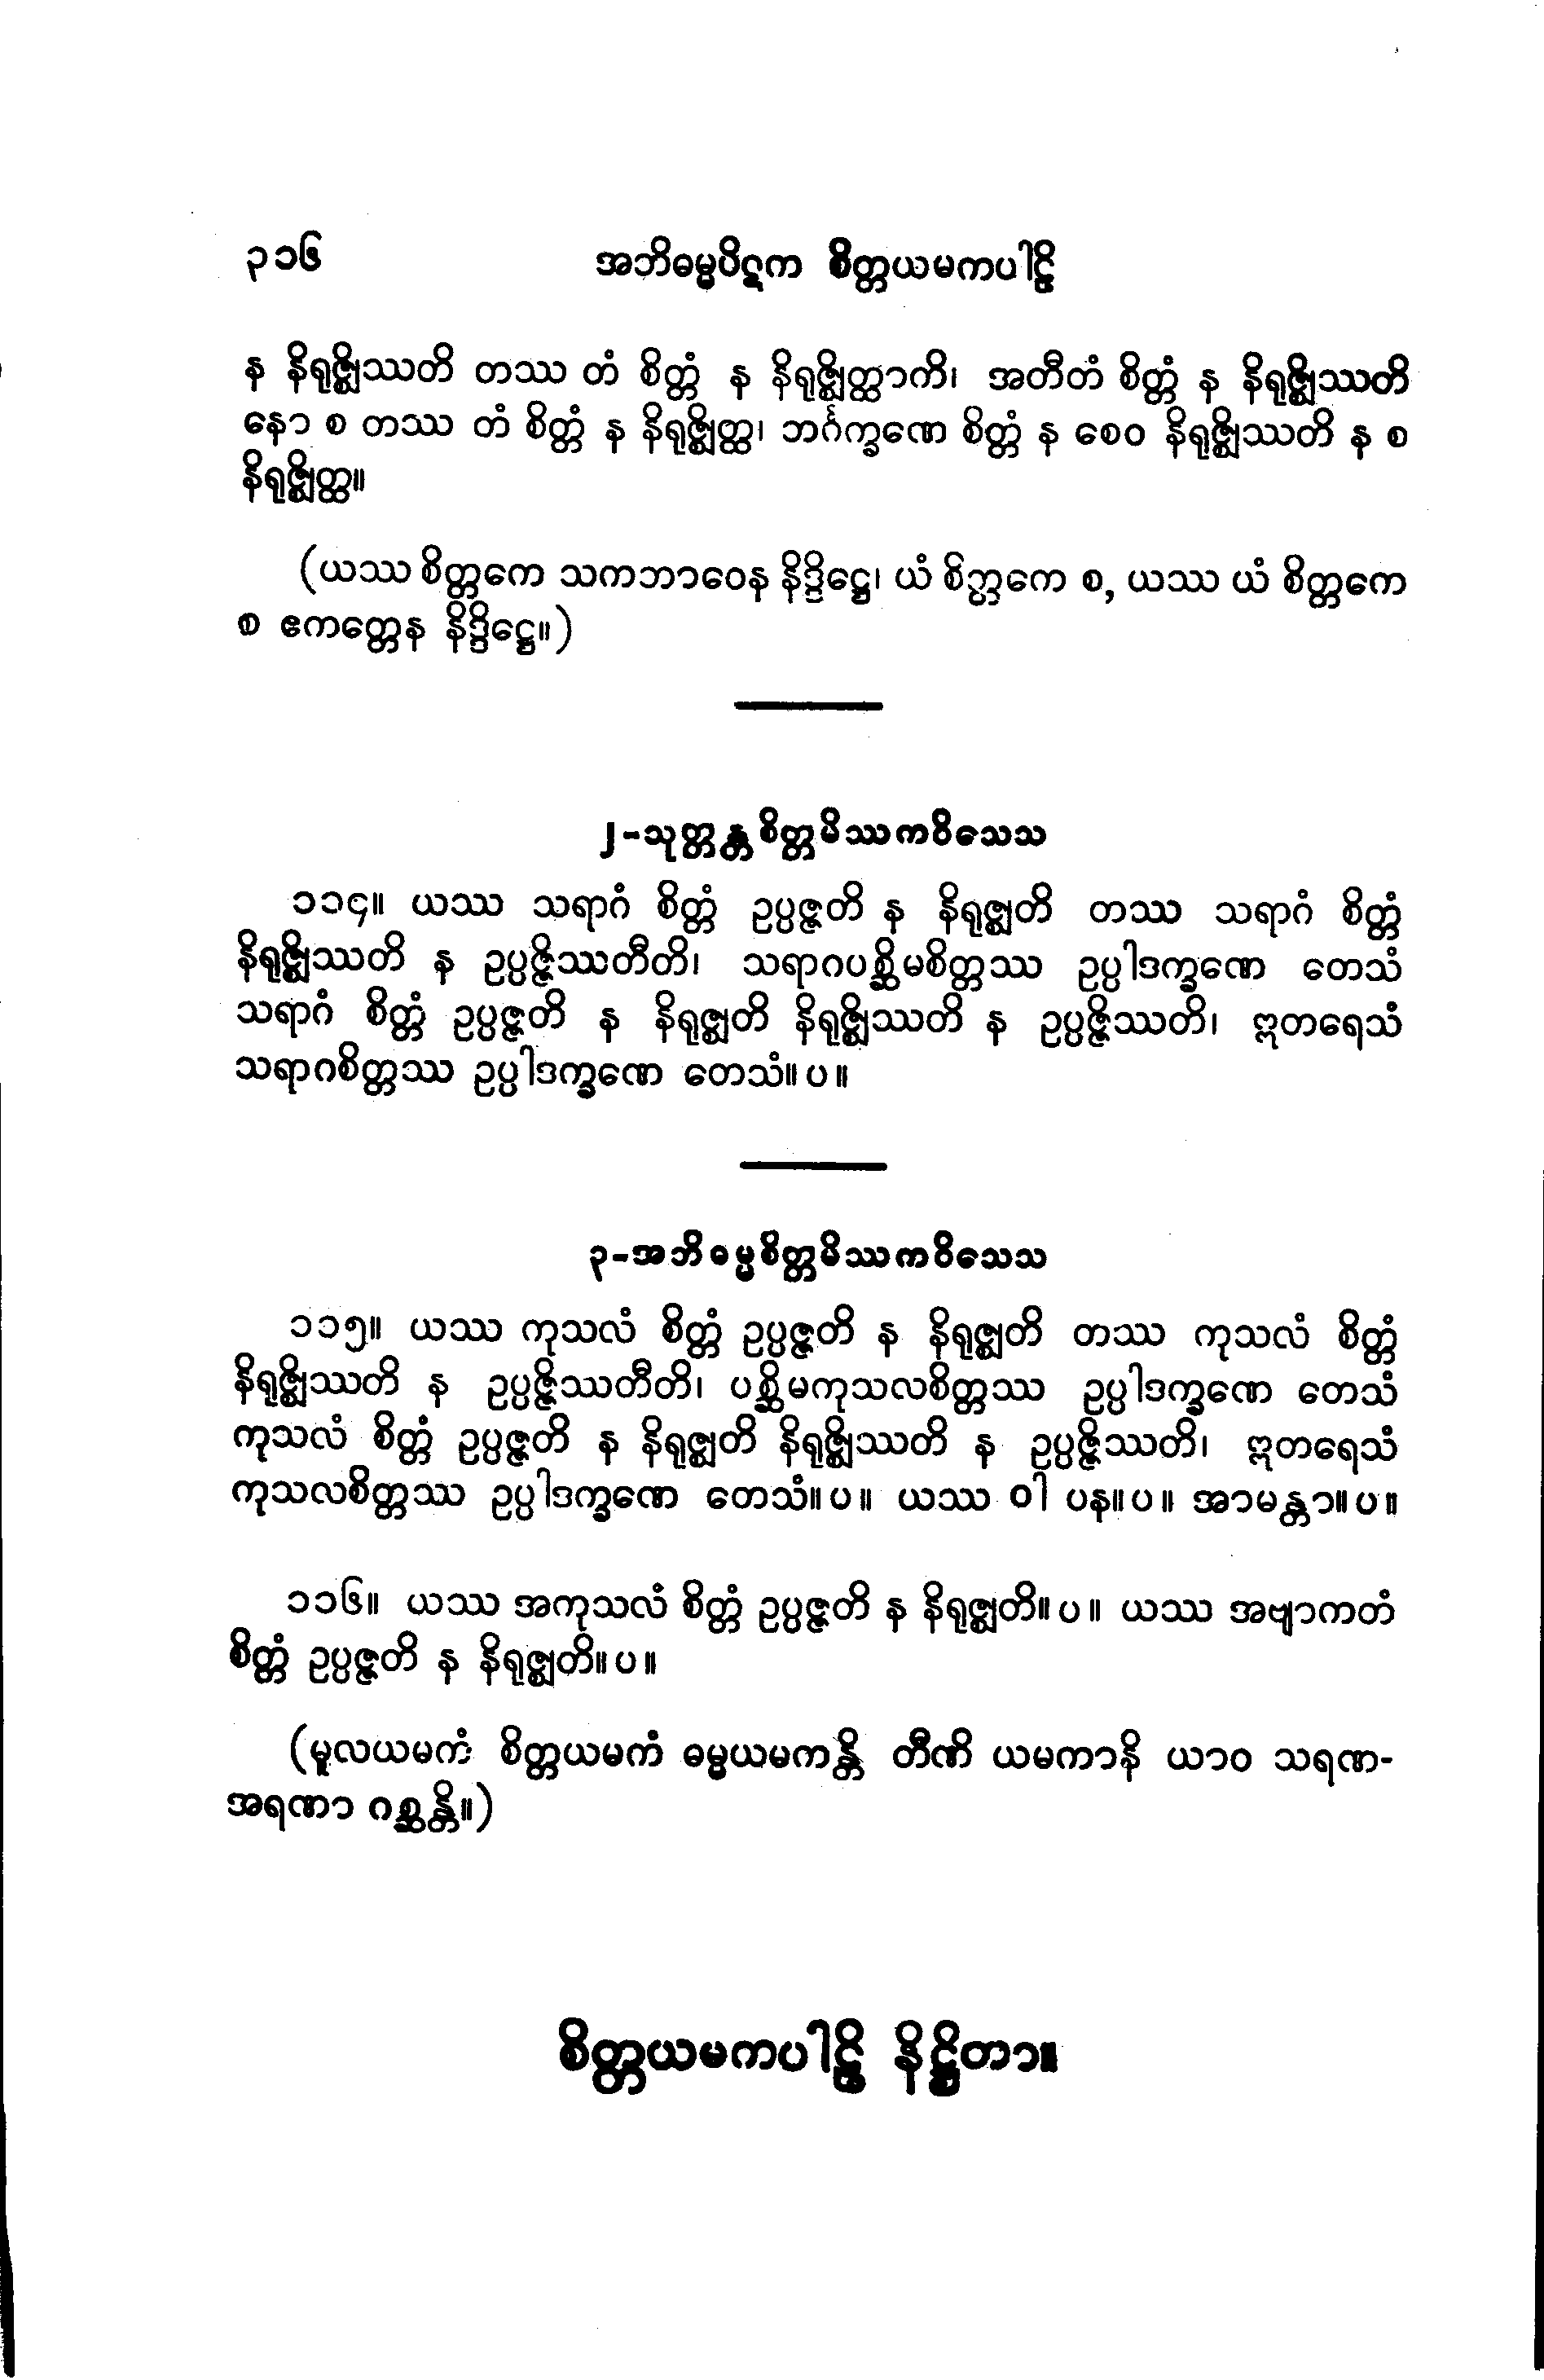 ၃၁၆ အဘိဓမ္မပိဋက စိတ္တယမကပါဠိ
န နိရုဇ္ဈိဿတိ တဿ တံ စိတ္တံ န နိရုဇ္ဈိတ္ထာကိ၊ အတီတံ စိတ္တံ န နိရုဇ္ဈိဿတိ
နော စ တဿ တံ စိတ္တံ န နိရုဇ္ဈိတ္ထ၊ ဘင်္ဂက္ခဏေ စိတ္တံ န စေဝ နိရုဇ္ဈိဿတိ န စ
နိရုဇ္ဈိတ္ထ။
(ယဿ စိတ္တကေ သကဘာဝေန နိဒ္ဒိဋ္ဌေ၊ ယံ စိတ္တကေ စ, ယဿ ယံ စိတ္တကေ
စ ဧကတ္တေန နိဒ္ဒိဋ္ဌေ။)
၂-သုတ္တန္တစိတ္တမိဿကဝိသေသ
၁၁၄။ ယဿ သရာဂံ စိတ္တံ ဥပ္ပဇ္ဇတိ န နိရုဇ္ဈတိ တဿ သရာဂံ စိတ္တံ
နိရုဇ္ဈိဿတိ န ဥပ္ပဇ္ဇိဿတီတိ၊ သရာဂပစ္ဆိမစိတ္တဿ ဥပ္ပါဒက္ခဏေ တေသံ
သရာဂံ စိတ္တံ ဥပ္ပဇ္ဇတိ န နိရုဇ္ဈတိ နိရုဇ္ဈိဿတိ န ဥပ္ပဇ္ဇိဿတိ၊ ဣတရေသံ
သရာဂစိတ္တဿ ဥပ္ပါဒက္ခဏေ တေသံ။ပ။
၃-အဘိဓမ္မစိတ္တမိဿကဝိသေသ
၁၁၅။ ယဿ ကုသလံ စိတ္တံ ဥပ္ပဇ္ဇတိ န နိရုဇ္ဈတိ တဿ ကုသလံ စိတ္တံ
နိရုဇ္ဈိဿတိ န ဥပ္ပဇ္ဇိဿတီတိ၊ ပစ္ဆိမကုသလစိတ္တဿ ဥပ္ပါဒက္ခဏေ တေသံ
ကုသလံ စိတ္တံ ဥပ္ပဇ္ဇတိ န နိရုဇ္ဈတိ နိရုဇ္ဈိဿတိ န ဥပ္ပဇ္ဇိဿတိ၊ ဣတရေသံ
ကုသလစိတ္တဿ ဥပ္ပါဒက္ခဏေ တေသံ။ပ။ ယဿ ဝါ ပန။ပ။ အာမန္တာ။ပ။
၁၁၆။ ယဿ အကုသလံ စိတ္တံ ဥပ္ပဇ္ဇတိ န နိရုဇ္ဈတိ။ပ။ ယဿ အဗျာကတံ
စိတ္တံ ဥပ္ပဇ္ဇတိ န နိရုဇ္ဈတိ။ပ။
(မူလယမကံ စိတ္တယမကံ ဓမ္မယမကန္တိ တီဏိ ယမကာနိ ယာဝ သရဏ-
အရဏာ ဂစ္ဆန္တိ။)
စိတ္တယမကပါဠိ နိဋ္ဌိတာ။